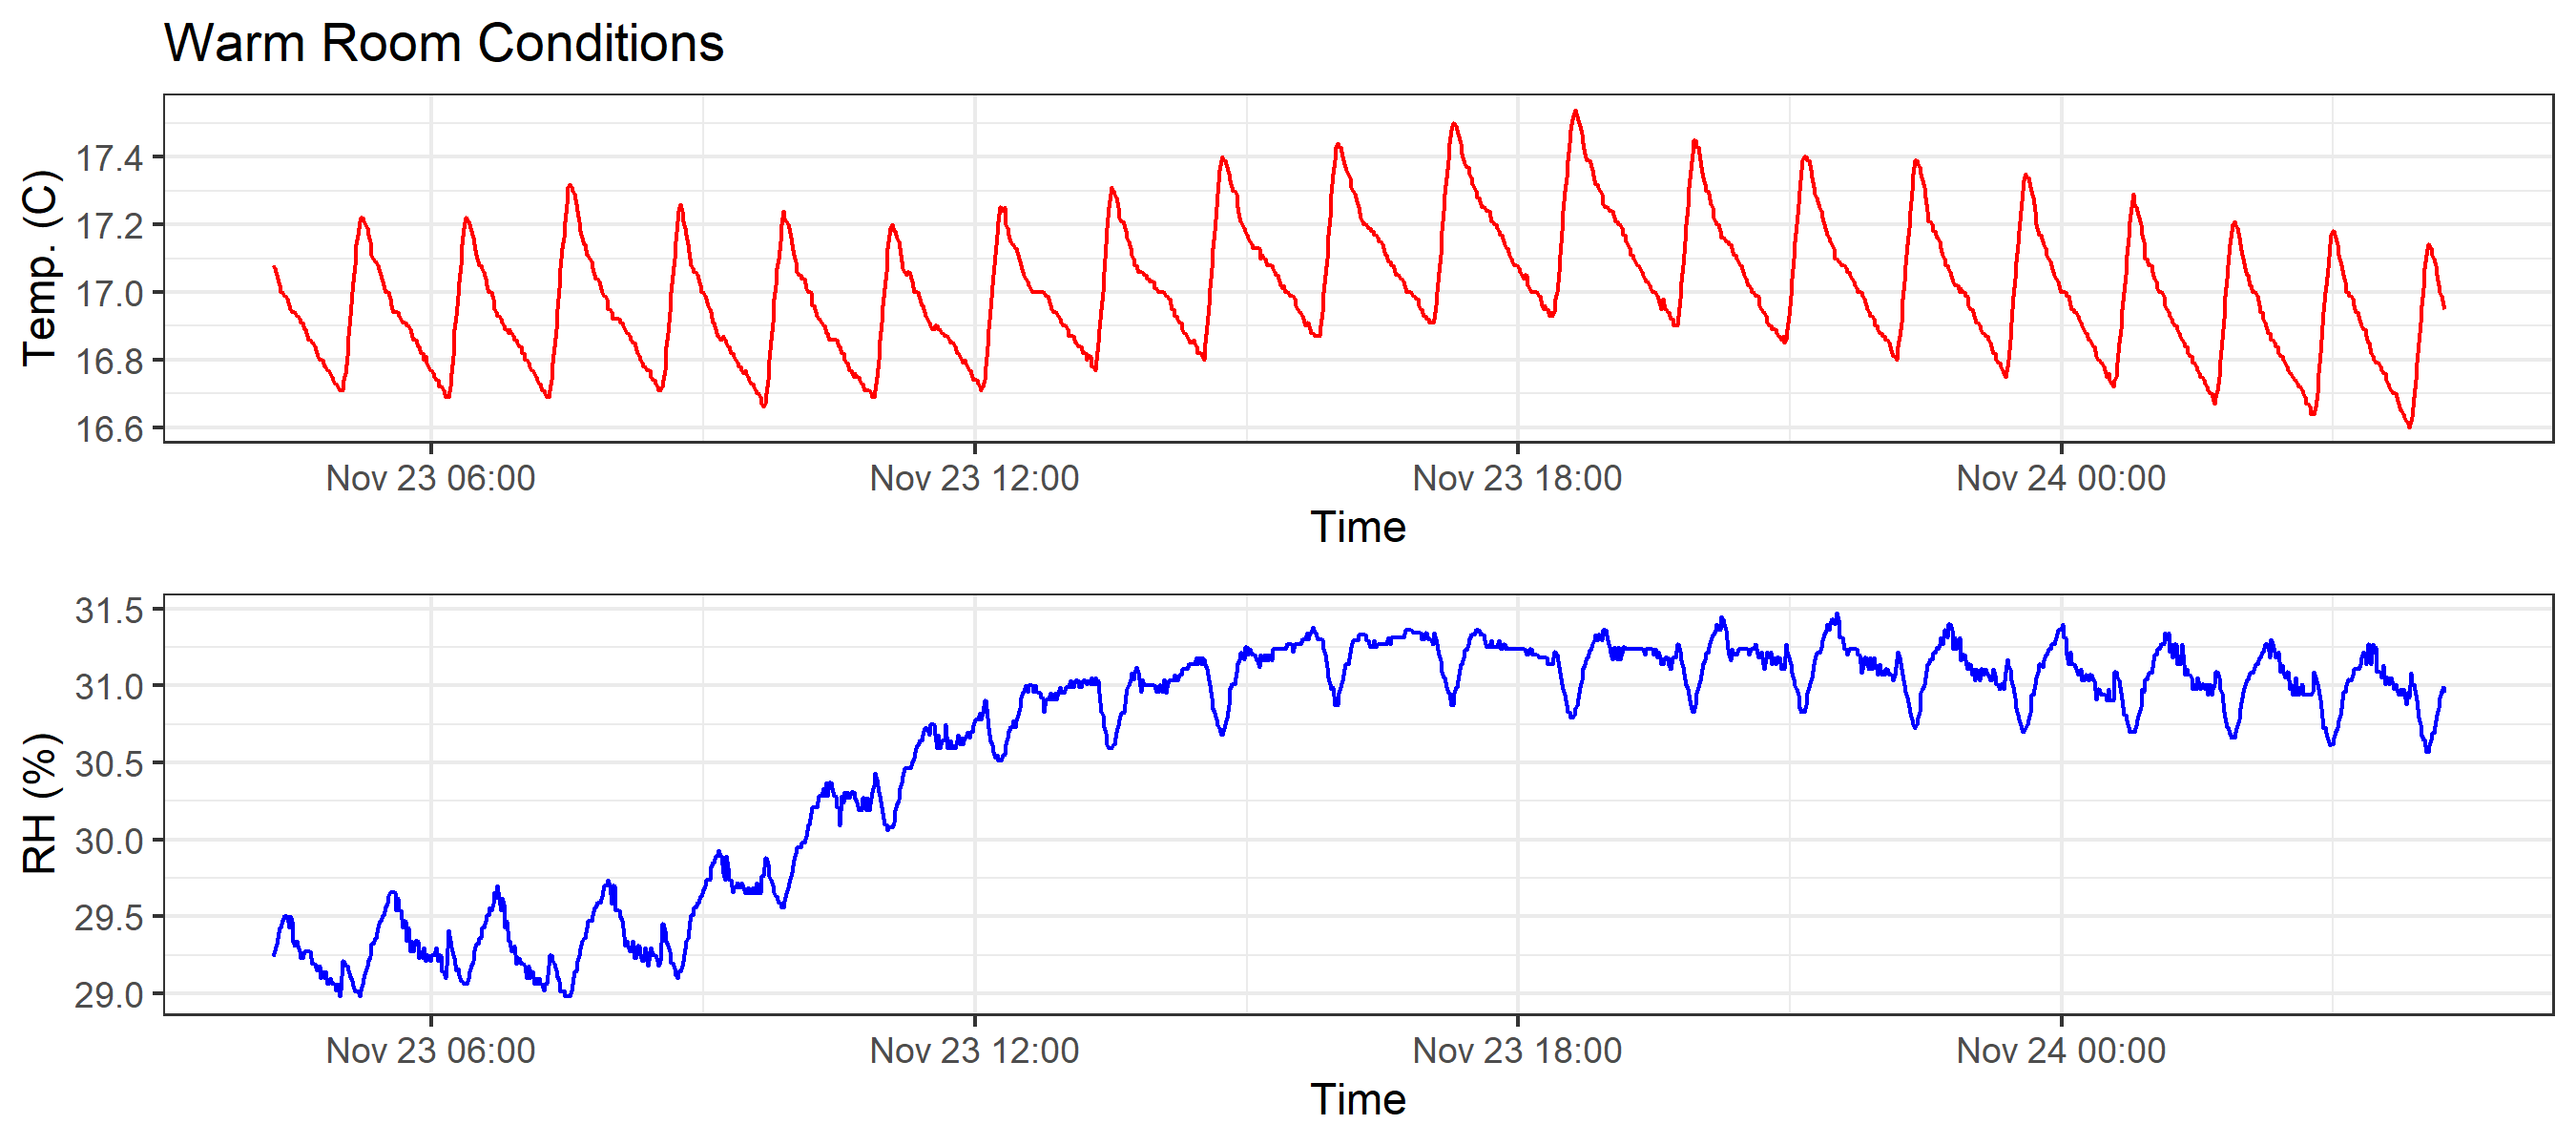 Warm Room Conditions
Temp. (C)
17.4
17.2
17.0
16.8
16.6
Nov 23 06:00 Nov 23 12:00 Nov 23 18:00 Nov 24 00:00
Time
RH (%)
31.5
31.0
30.5
30.0
29.5
29.0
Nov 23 06:00 Nov 23 12:00 Nov 23 18:00 Nov 24 00:00
Time